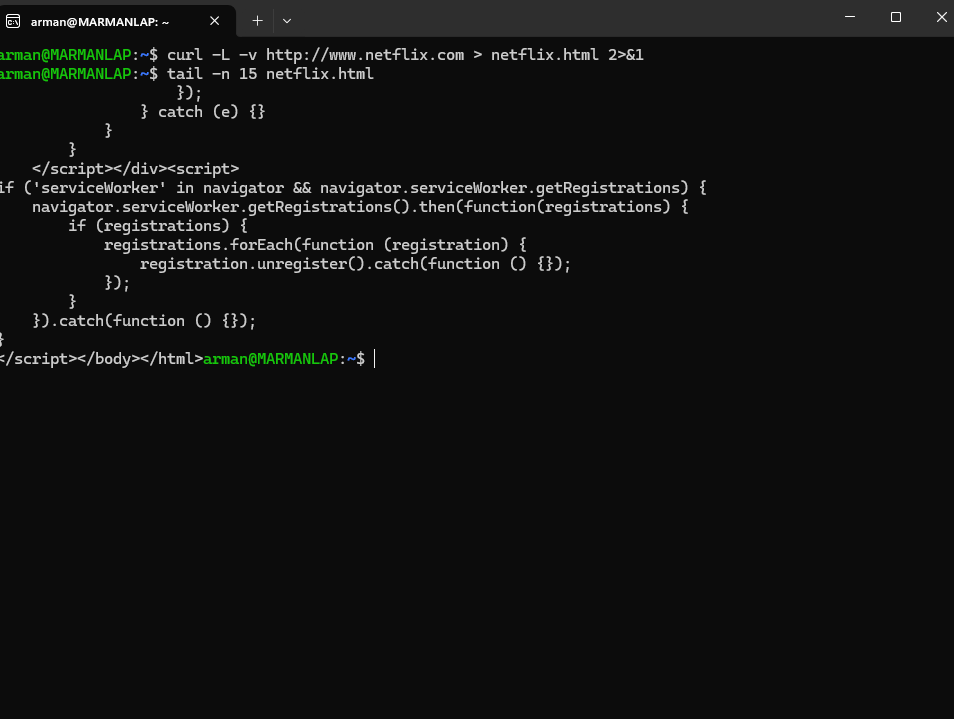 arman@MARMANLAP: ~
arman@MARMANLAP:~$ curl -L -v http://www.netflix.com > netflix.html 2>&1
arman@MARMANLAP:~$ tail -n 15 netflix.html
                    });
                } catch (e) {}
            }
        }
    </script></div><script>
if ('serviceWorker' in navigator && navigator.serviceWorker.getRegistrations) {
    navigator.serviceWorker.getRegistrations().then(function(registrations) {
        if (registrations) {
            registrations.forEach(function (registration) {
                registration.unregister().catch(function () {});
            });
        }
    }).catch(function () {});
}
</script></body></html>arman@MARMANLAP:~$